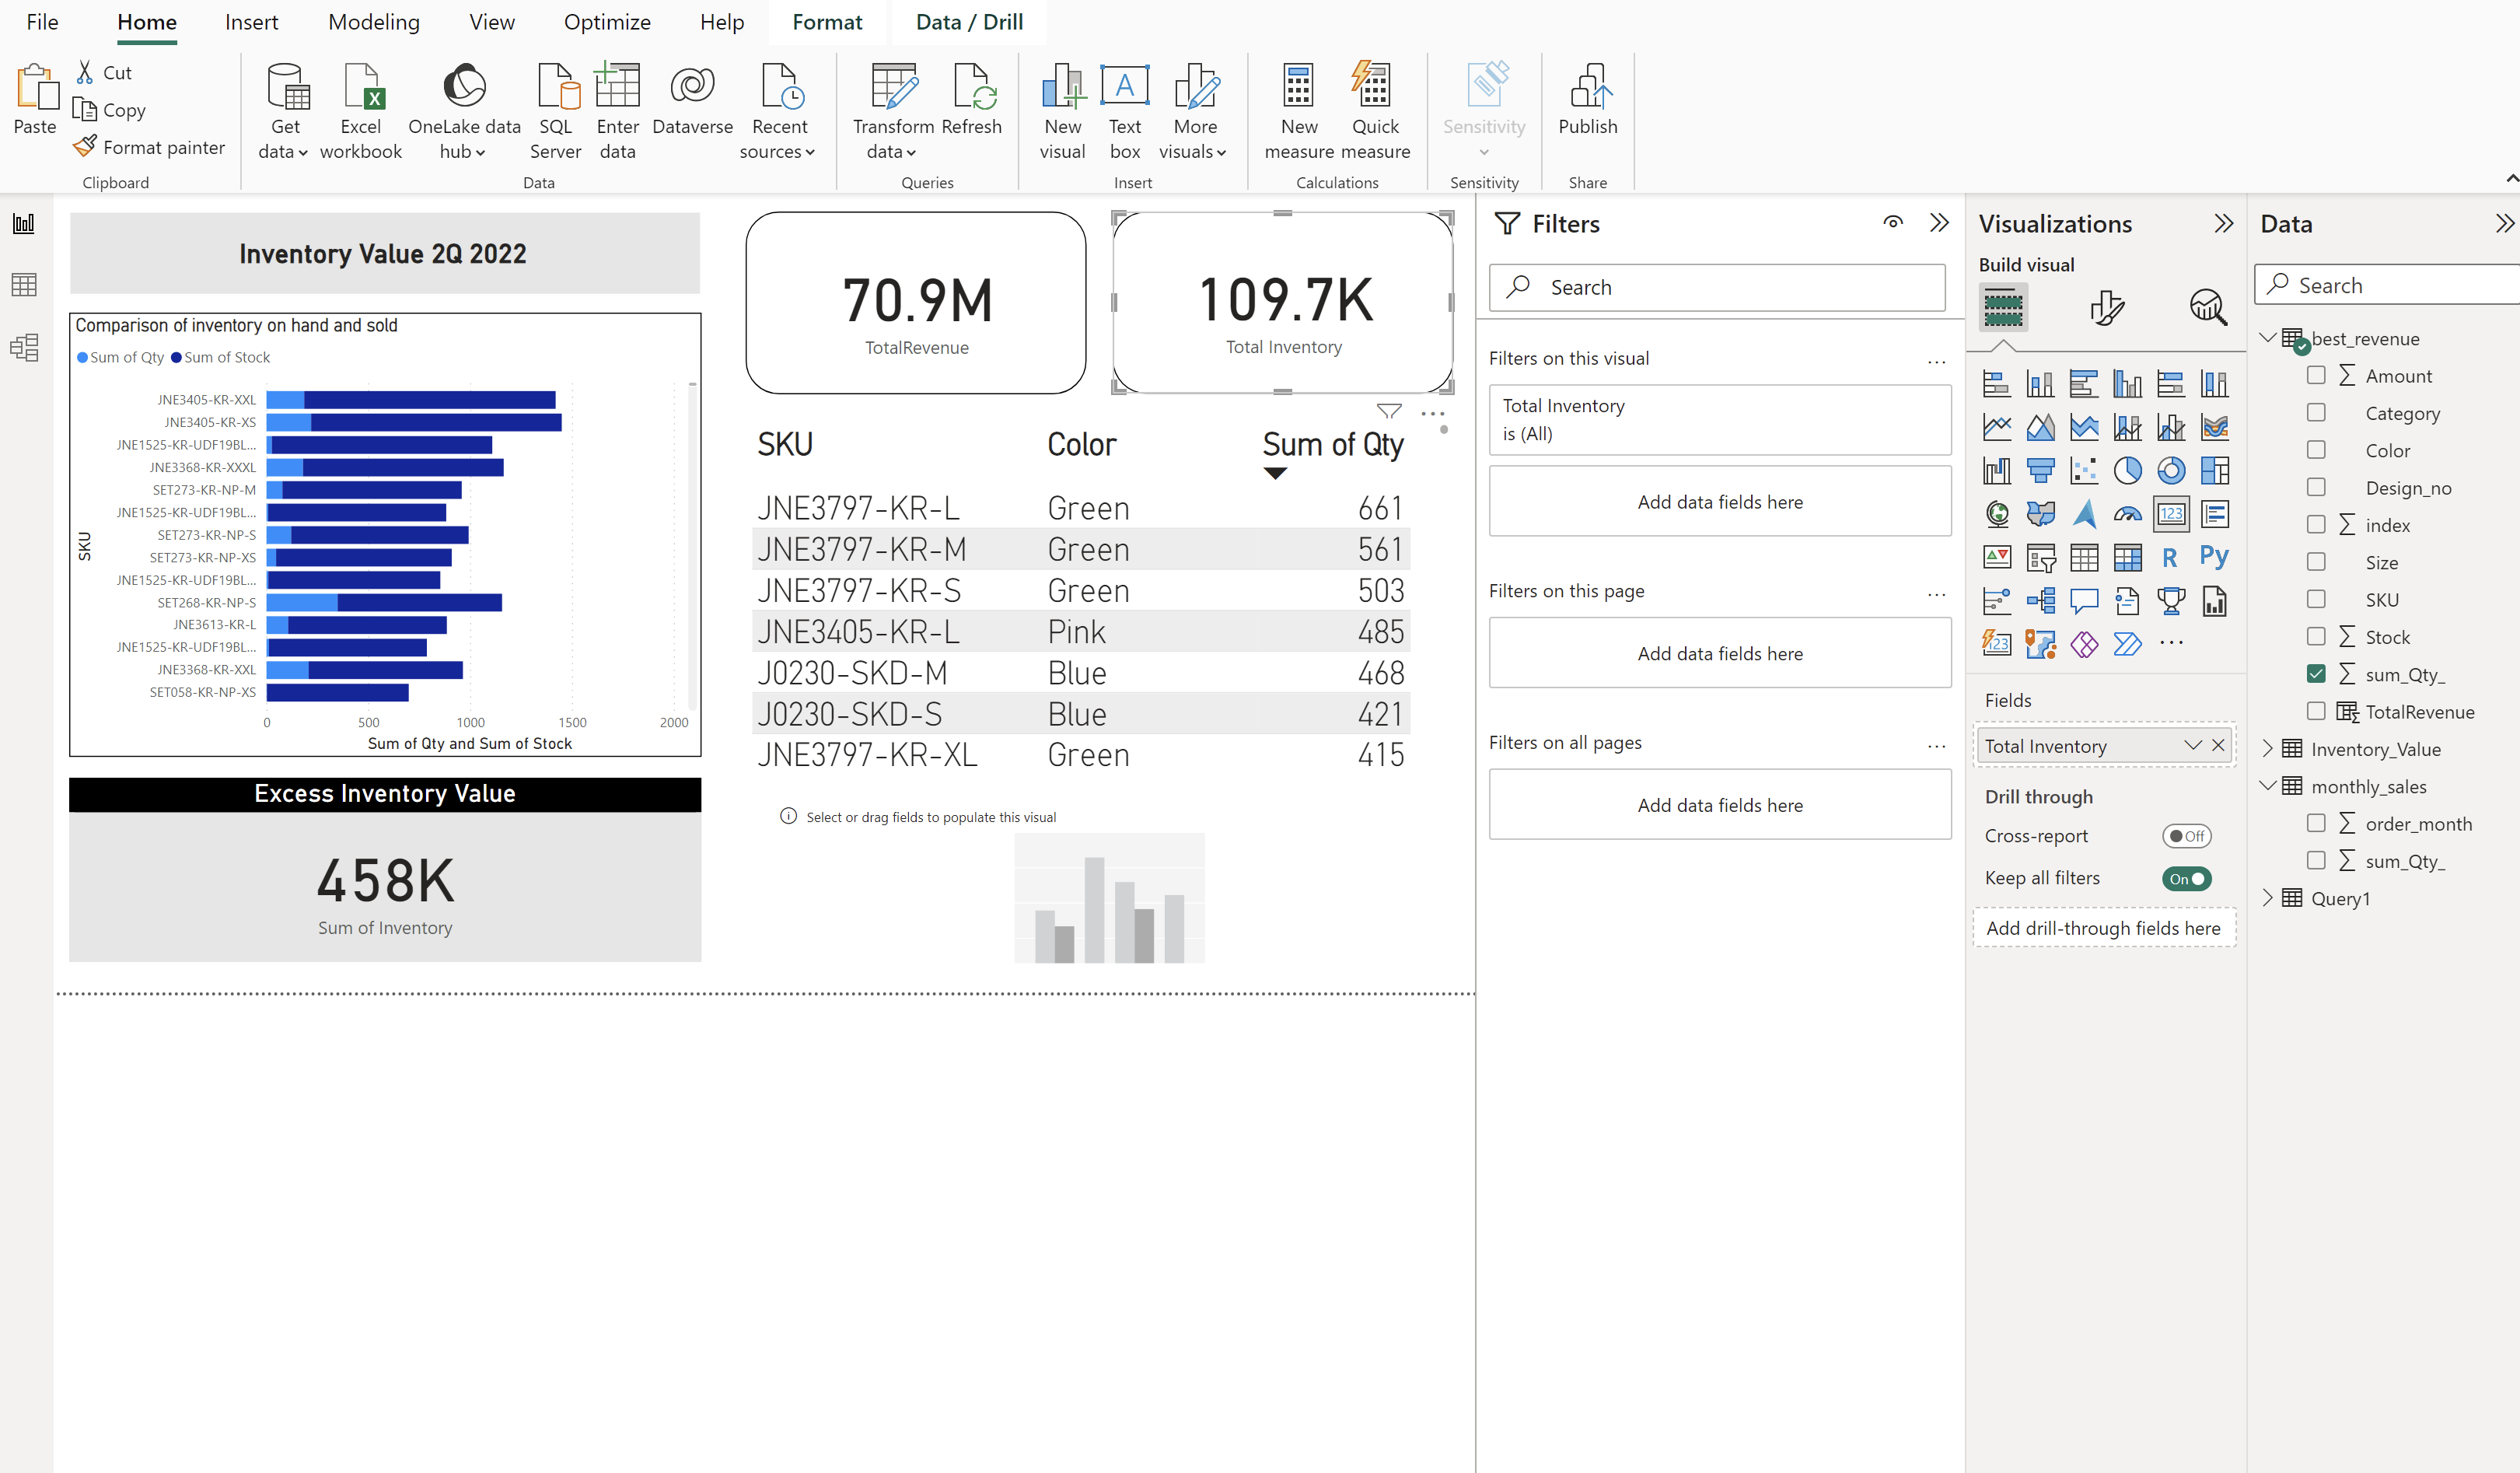 File Home Insert Modeling View Optimize Help Format Data / Drill
Paste
Cut
Copy
Format painter
Clipboard
Get data
Excel workbook
OneLake data hub
SQL Server
Enter data
Dataverse
Recent sources
Data
Transform data
Refresh
Queries
New visual
A
Text box
More visuals
Insert
New measure
Quick measure
Calculations
Sensitivity
Sensitivity
Publish
Share
Inventory Value 2Q 2022
Comparison of inventory on hand and sold
Sum of Qty Sum of Stock
SKU
JNE3405-KR-XXL
JNE3405-KR-XS
JNE1525-KR-UDF19BL...
JNE3368-KR-XXXL
SET273-KR-NP-M
JNE1525-KR-UDF19BL...
SET273-KR-NP-S
SET273-KR-NP-XS
JNE1525-KR-UDF19BL...
SET268-KR-NP-S
JNE3613-KR-L
JNE1525-KR-UDF19BL...
JNE3368-KR-XXL
SET058-KR-NP-XS
0 500 1000 1500 2000
Sum of Qty and Sum of Stock
Excess Inventory Value
458K
Sum of Inventory
70.9M
TotalRevenue
109.7K
Total Inventory
SKU Color Sum of Qty
JNE3797-KR-L Green 661
JNE3797-KR-M Green 561
JNE3797-KR-S Green 503
JNE3405-KR-L Pink 485
J0230-SKD-M Blue 468
J0230-SKD-S Blue 421
JNE3797-KR-XL Green 415
Select or drag fields to populate this visual
Filters
Search
Filters on this visual ...
Total Inventory
is (All)
Add data fields here
Filters on this page ...
Add data fields here
Filters on all pages ...
Add data fields here
Visualizations
Build visual
123
R Py
123
...
Fields
Total Inventory
Drill through
Cross-report Off
Keep all filters On
Add drill-through fields here
Data
Search
best_revenue
Σ Amount
Category
Color
Design_no
Σ index
Size
SKU
Σ Stock
Σ sum_Qty_
TotalRevenue
Inventory_Value
monthly_sales
Σ order_month
Σ sum_Qty_
Query1